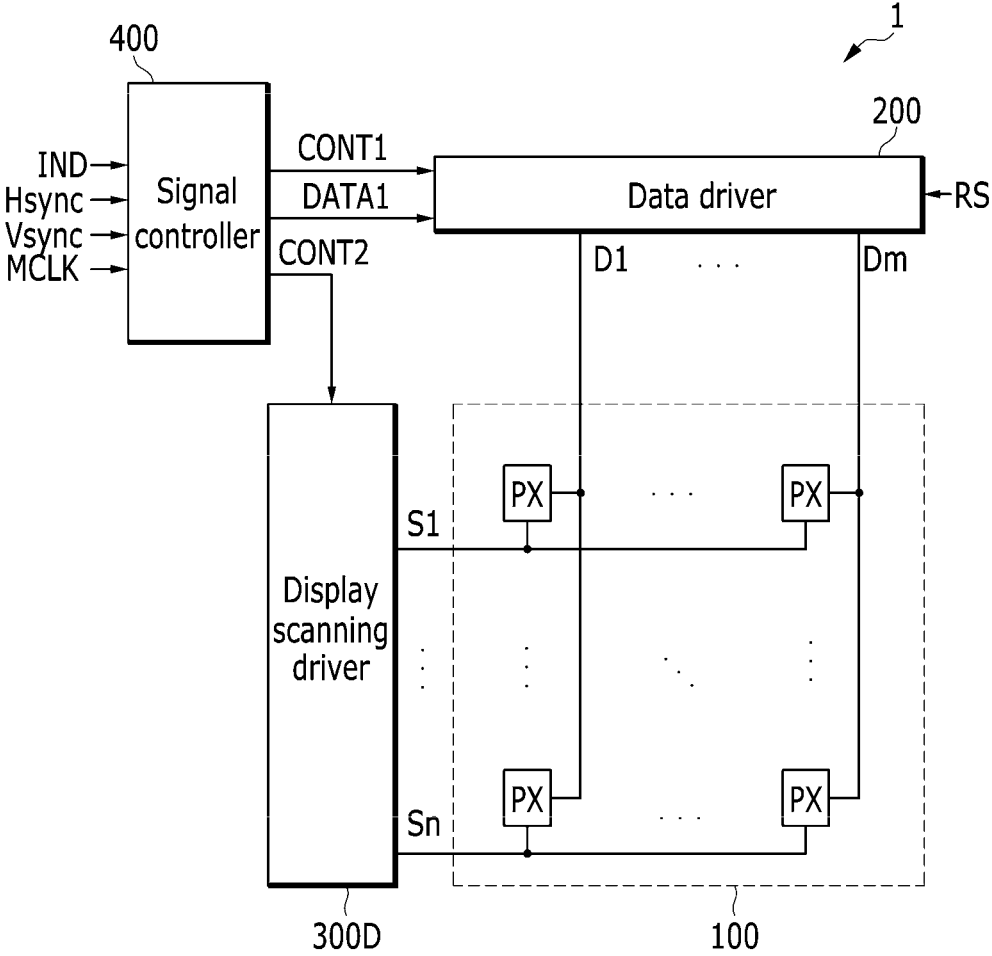 1
400
200
IND
Hsync
Vsync
MCLK
Signal
controller
CONT1
DATA1
CONT2
Data driver
RS
D1
. . .
Dm
PX
. . .
PX
S1
Display
scanning
driver
PX
. . .
PX
Sn
300D
100